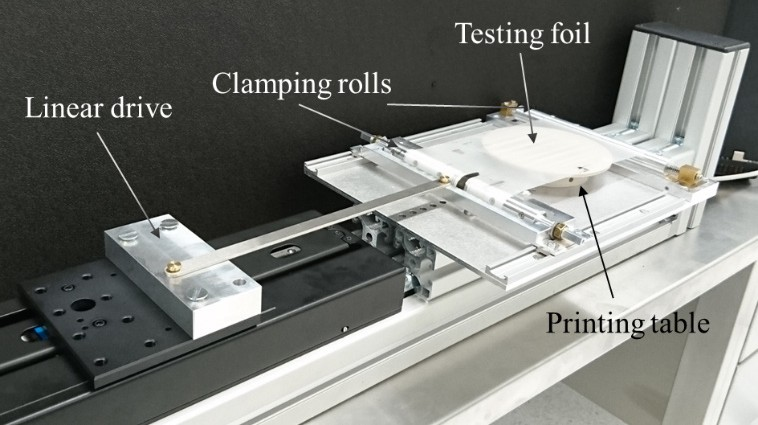 Testing foil
Clamping rolls
Linear drive
Printing table